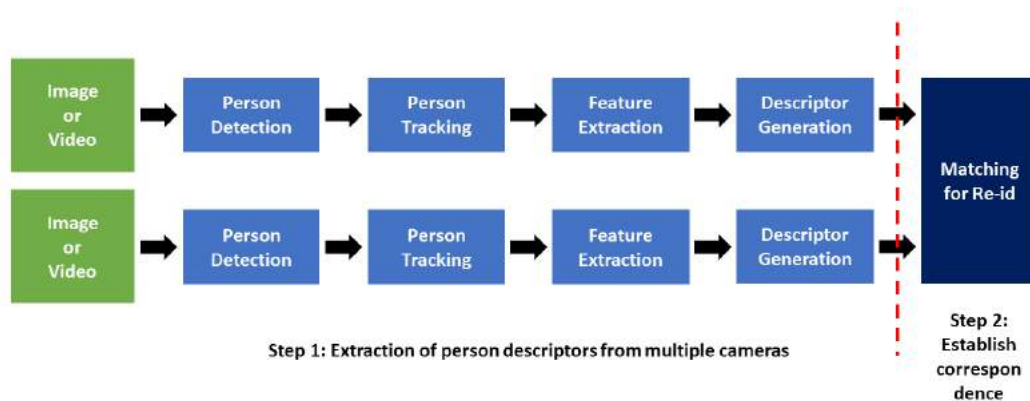 Image
or
Video
Person
Detection
Person
Tracking
Feature
Extraction
Descriptor
Generation
Matching
for Re-id
Image
or
Video
Person
Detection
Person
Tracking
Feature
Extraction
Descriptor
Generation
Step 1: Extraction of person descriptors from multiple cameras
Step 2:
Establish
correspon
dence